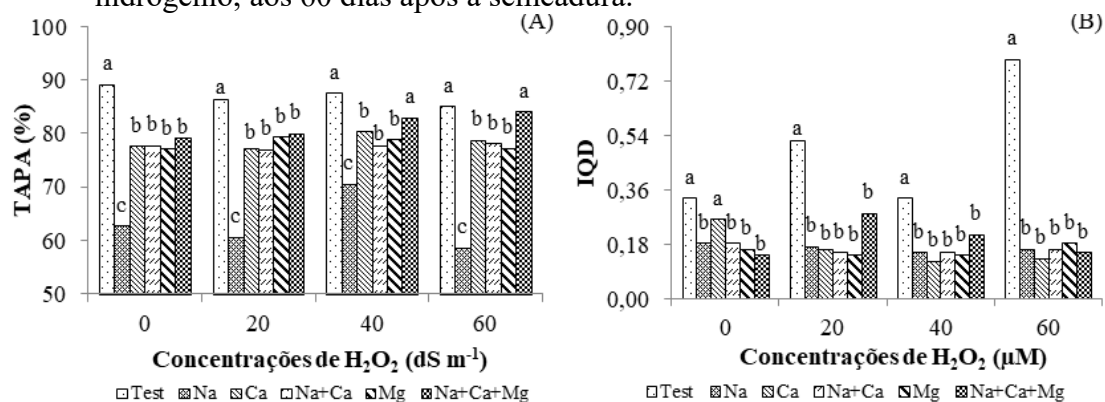 hidrogênio, aos 60 dias após a semeadura.
(A)
100
90
80
70
60
50
TAPA (%)
a c b b b b
a c b b b b
a c b b b a
a c b b b a
0 20 40 60
Concentrações de H₂O₂ (dS m⁻¹)
Test Na Ca Na+Ca Mg Na+Ca+Mg
(B)
0,90
0,72
0,54
0,36
0,18
0,00
IQD
a b a b b b
a b b b b b
a b b b b b
a b b b b b
0 20 40 60
Concentrações de H₂O₂ (µM)
Test Na Ca Na+Ca Mg Na+Ca+Mg